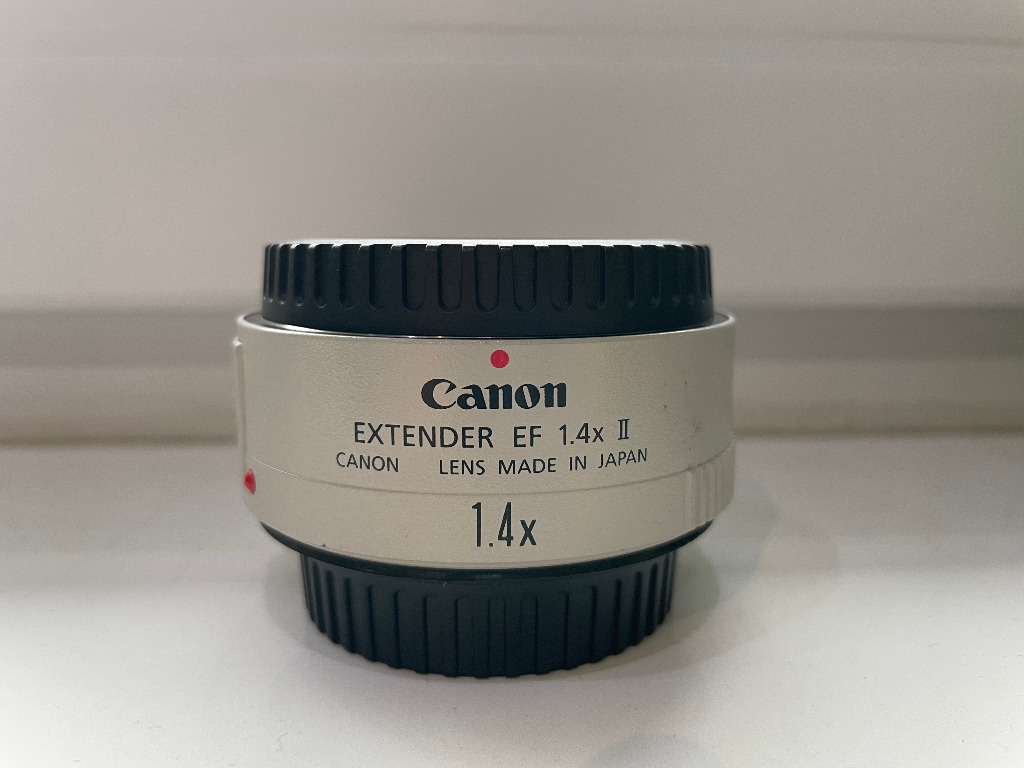 Canon
EXTENDER EF 1.4x II
CANON LENS MADE IN JAPAN
1.4x